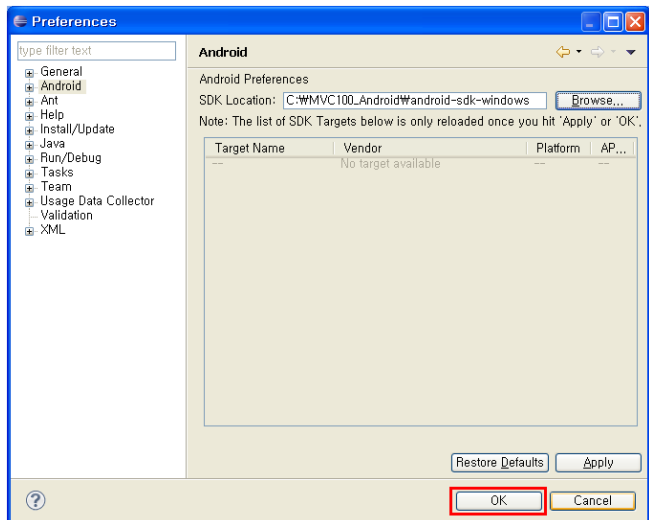 Preferences
type filter text
General
Android
Ant
Help
Install/Update
Java
Run/Debug
Tasks
Team
Usage Data Collector
Validation
XML
Android
Android Preferences
SDK Location: C:₩MVC100_Android₩android-sdk-windows Browse...
Note: The list of SDK Targets below is only reloaded once you hit 'Apply' or 'OK',
Target Name Vendor Platform AP...
-- No target available -- --
Restore Defaults Apply
? OK Cancel